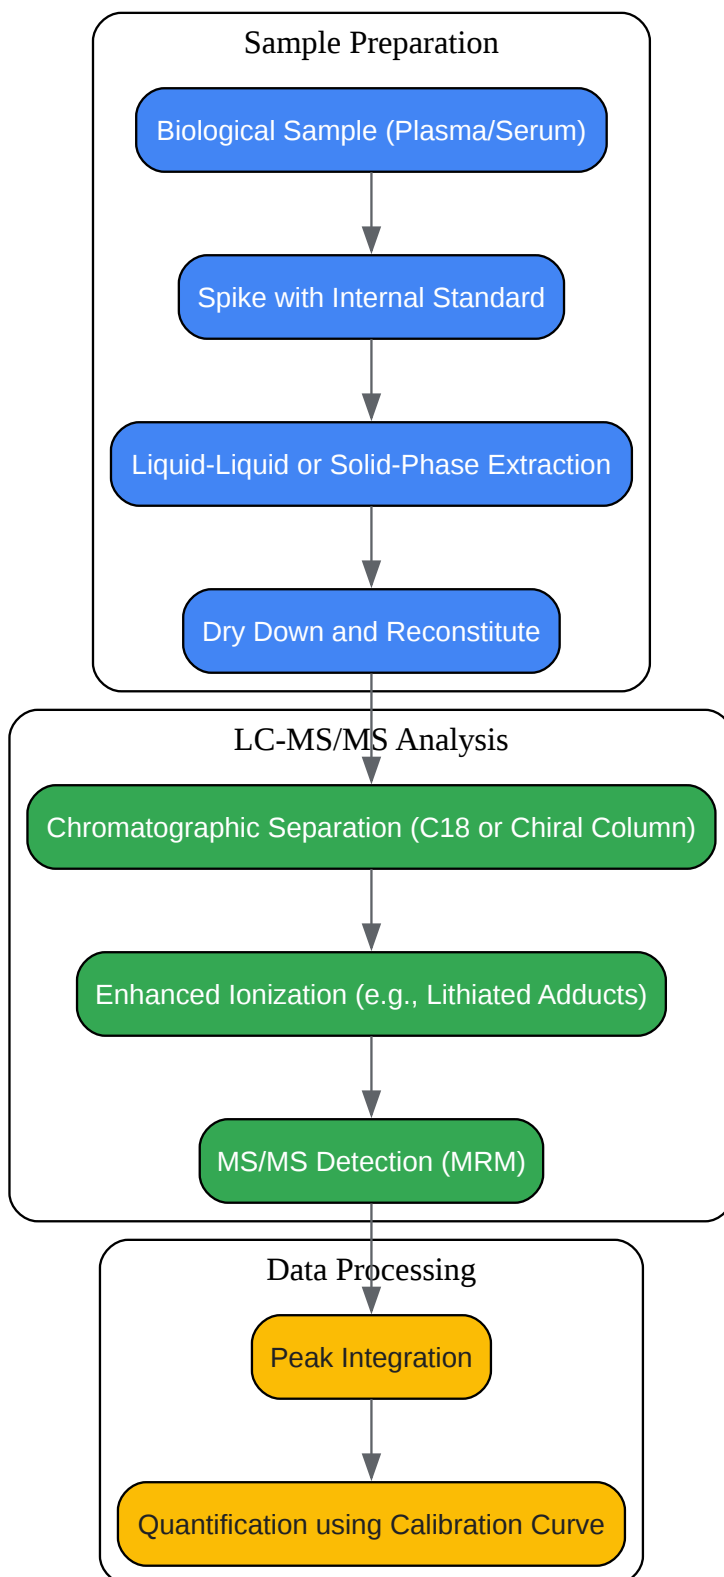 Sample Preparation
Biological Sample (Plasma/Serum)
Spike with Internal Standard
Liquid-Liquid or Solid-Phase Extraction
Dry Down and Reconstitute
LC-MS/MS Analysis
Chromatographic Separation (C18 or Chiral Column)
Enhanced Ionization (e.g., Lithiated Adducts)
MS/MS Detection (MRM)
Data Processing
Peak Integration
Quantification using Calibration Curve